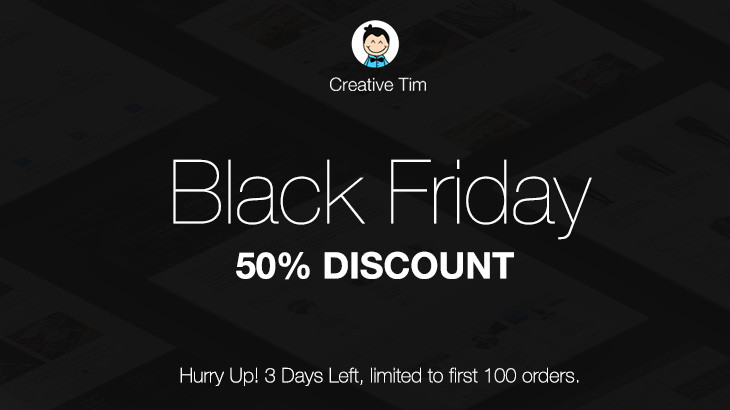 Creative Tim
Black Friday
50% DISCOUNT
Hurry Up! 3 Days Left, limited to first 100 orders.